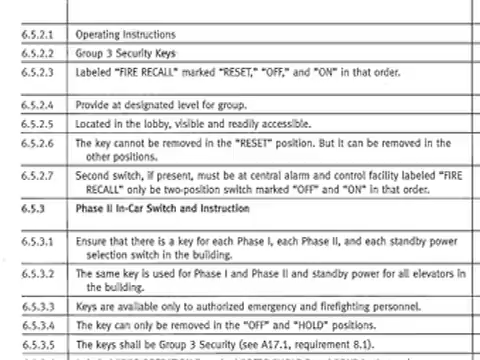 6.5.2.1 Operating Instructions
6.5.2.2 Group 3 Security Keys
6.5.2.3 Labeled "FIRE RECALL" marked "RESET," "OFF," and "ON" in that order.
6.5.2.4 Provide at designated level for group.
6.5.2.5 Located in the lobby, visible and readily accessible.
6.5.2.6 The key cannot be removed in the "RESET" position. But it can be removed in the
other positions.
6.5.2.7 Second switch, if present, must be at central alarm and control facility labeled "FIRE
RECALL" only be two-position switch marked "OFF" and "ON" in that order.
6.5.3 Phase II In-Car Switch and Instruction
6.5.3.1 Ensure that there is a key for each Phase I, each Phase II, and each standby power
selection switch in the building.
6.5.3.2 The same key is used for Phase I and Phase II and standby power for all elevators in
the building.
6.5.3.3 Keys are available only to authorized emergency and firefighting personnel.
6.5.3.4 The key can only be removed in the "OFF" and "HOLD" positions.
6.5.3.5 The keys shall be Group 3 Security (see A17.1, requirement 8.1).